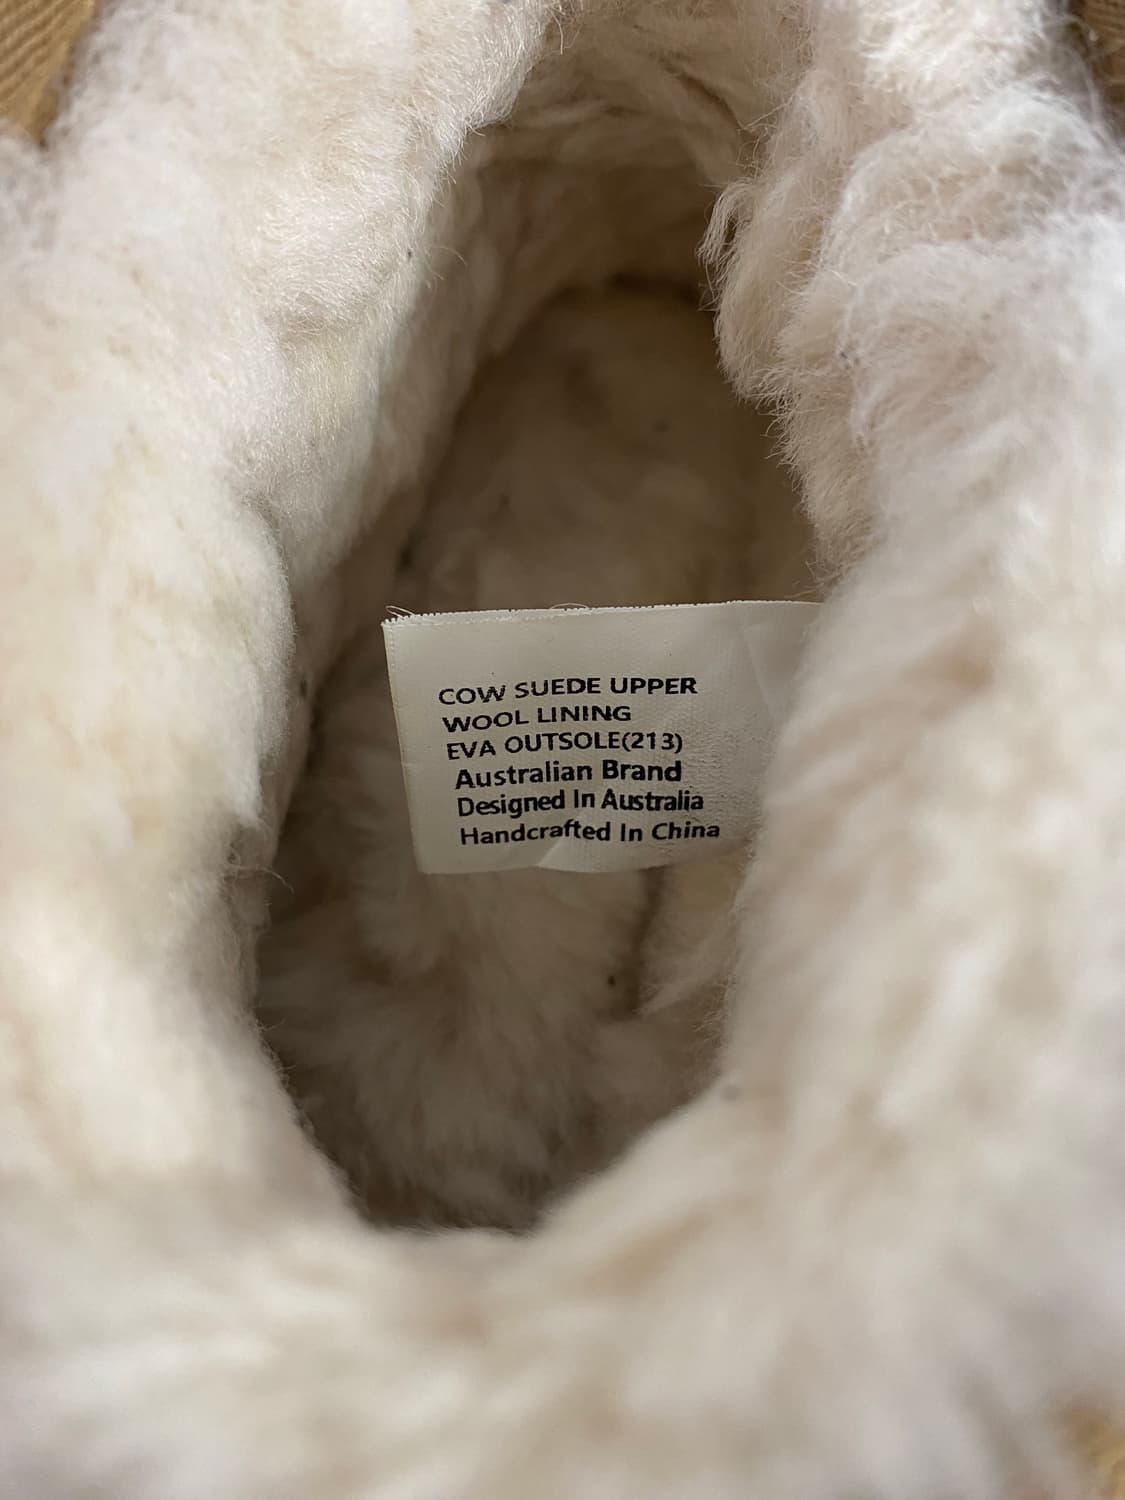 COW SUEDE UPPER
WOOL LINING
EVA OUTSOLE(213)
Australian Brand
Designed In Australia
Handcrafted In China